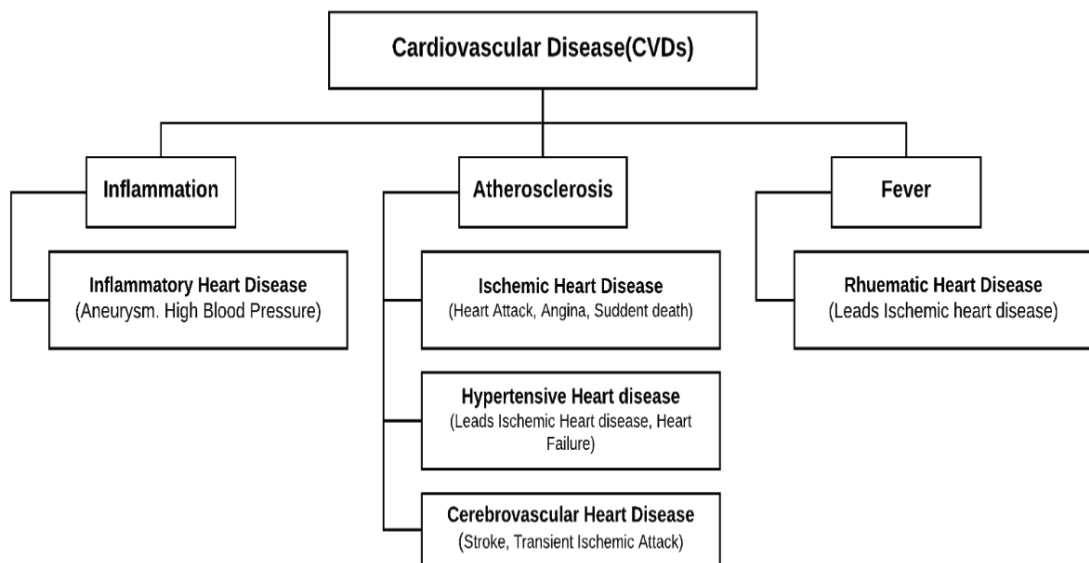 Cardiovascular Disease(CVDs)
Inflammation
Inflammatory Heart Disease
(Aneurysm. High Blood Pressure)
Atherosclerosis
Ischemic Heart Disease
(Heart Attack, Angina, Suddent death)
Hypertensive Heart disease
(Leads Ischemic Heart disease, Heart
Failure)
Cerebrovascular Heart Disease
(Stroke, Transient Ischemic Attack)
Fever
Rhuematic Heart Disease
(Leads Ischemic heart disease)